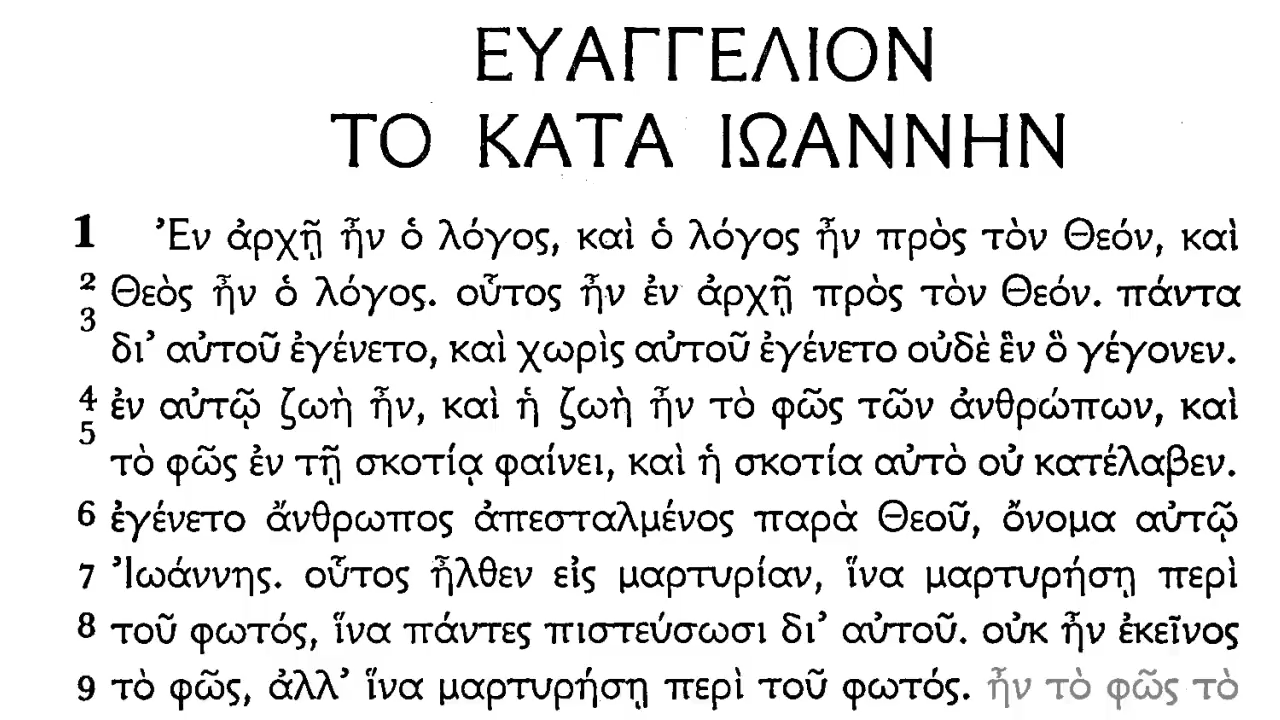 ΕΥΑΓΓΕΛΙΟΝ
ΤΟ ΚΑΤΑ ΙΩΑΝΝΗΝ
1 Ἐν ἀρχῇ ἦν ὁ λόγος, καὶ ὁ λόγος ἦν πρὸς τὸν Θεόν, καὶ
2 Θεὸς ἦν ὁ λόγος. οὗτος ἦν ἐν ἀρχῇ πρὸς τὸν Θεόν. πάντα
3
δι’ αὐτοῦ ἐγένετο, καὶ χωρὶς αὐτοῦ ἐγένετο οὐδὲ ἓν ὃ γέγονεν.
4 ἐν αὐτῷ ζωὴ ἦν, καὶ ἡ ζωὴ ἦν τὸ φῶς τῶν ἀνθρώπων, καὶ
5
τὸ φῶς ἐν τῇ σκοτίᾳ φαίνει, καὶ ἡ σκοτία αὐτὸ οὐ κατέλαβεν.
6 ἐγένετο ἄνθρωπος ἀπεσταλμένος παρὰ Θεοῦ, ὄνομα αὐτῷ
7 Ἰωάννης. οὗτος ἦλθεν εἰς μαρτυρίαν, ἵνα μαρτυρήσῃ περὶ
8 τοῦ φωτός, ἵνα πάντες πιστεύσωσι δι’ αὐτοῦ. οὐκ ἦν ἐκεῖνος
9 τὸ φῶς, ἀλλ’ ἵνα μαρτυρήσῃ περὶ τοῦ φωτός. ἦν τὸ φῶς τὸ